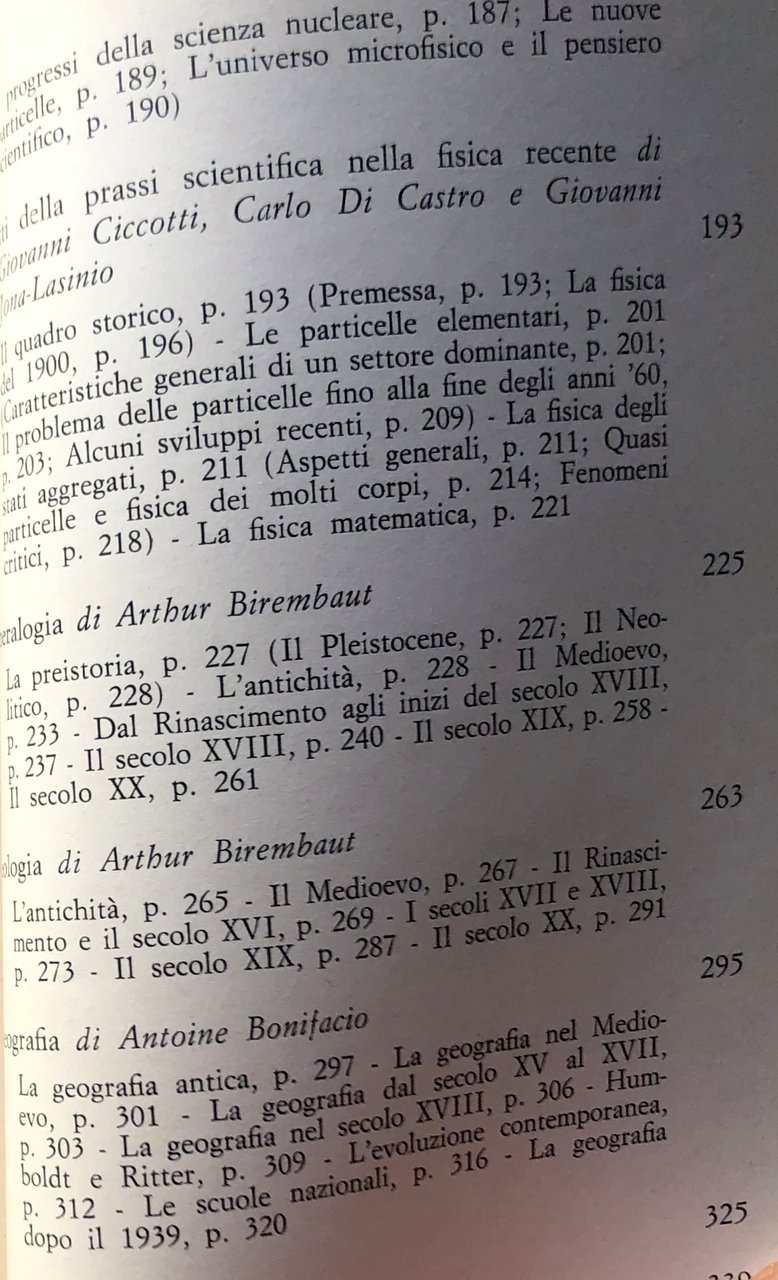 progressi della scienza nucleare, p. 187; Le nuove
articelle, p. 189; L'universo microfisico e il pensiero
cientifico, p. 190)
ti della prassi scientifica nella fisica recente di
Giovanni Ciccotti, Carlo Di Castro e Giovanni
Jona-Lasinio
193
Il quadro storico, p. 193 (Premessa, p. 193; La fisica
del 1900, p. 196) - Le particelle elementari, p. 201
(Caratteristiche generali di un settore dominante, p. 201;
Il problema delle particelle fino alla fine degli anni '60,
p. 203; Alcuni sviluppi recenti, p. 209) - La fisica degli
stati aggregati, p. 211 (Aspetti generali, p. 211; Quasi
particelle e fisica dei molti corpi, p. 214; Fenomeni
critici, p. 218) - La fisica matematica, p. 221
eralogia di Arthur Birembaut
225
La preistoria, p. 227 (Il Pleistocene, p. 227; Il Neo-
litico, p. 228) - L'antichità, p. 228 - Il Medioevo,
p. 233 - Dal Rinascimento agli inizi del secolo XVIII,
p. 237 - Il secolo XVIII, p. 240 - Il secolo XIX, p. 258 -
Il secolo XX, p. 261
ologia di Arthur Birembaut
263
L'antichità, p. 265 - Il Medioevo, p. 267 - Il Rinasci-
mento e il secolo XVI, p. 269 - I secoli XVII e XVIII,
p. 273 - Il secolo XIX, p. 287 - Il secolo XX, p. 291
eografia di Antoine Bonifacio
295
La geografia antica, p. 297 - La geografia nel Medio-
evo, p. 301 - La geografia dal secolo XV al XVII,
p. 303 - La geografia nel secolo XVIII, p. 306 - Hum-
boldt e Ritter, p. 309 - L'evoluzione contemporanea,
p. 312 - Le scuole nazionali, p. 316 - La geografia
dopo il 1939, p. 320
325